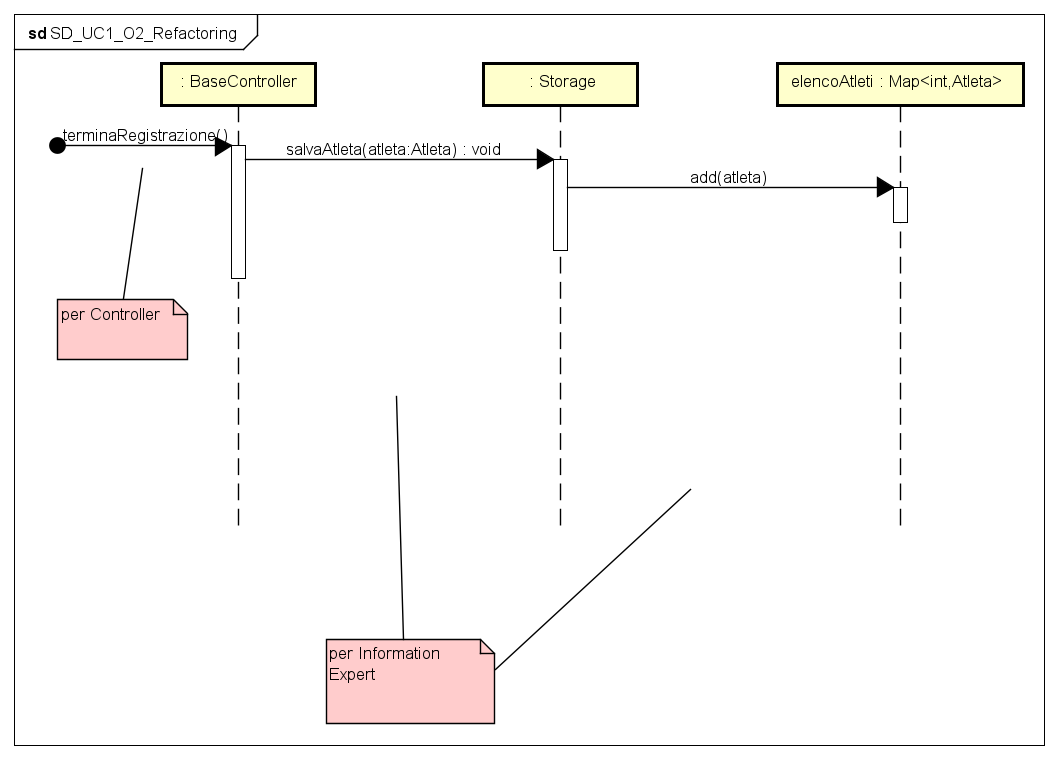 sd SD_UC1_O2_Refactoring
: BaseController
: Storage
elencoAtleti : Map<int,Atleta>
terminaRegistrazione()
salvaAtleta(atleta:Atleta) : void
add(atleta)
per Controller
per Information
Expert